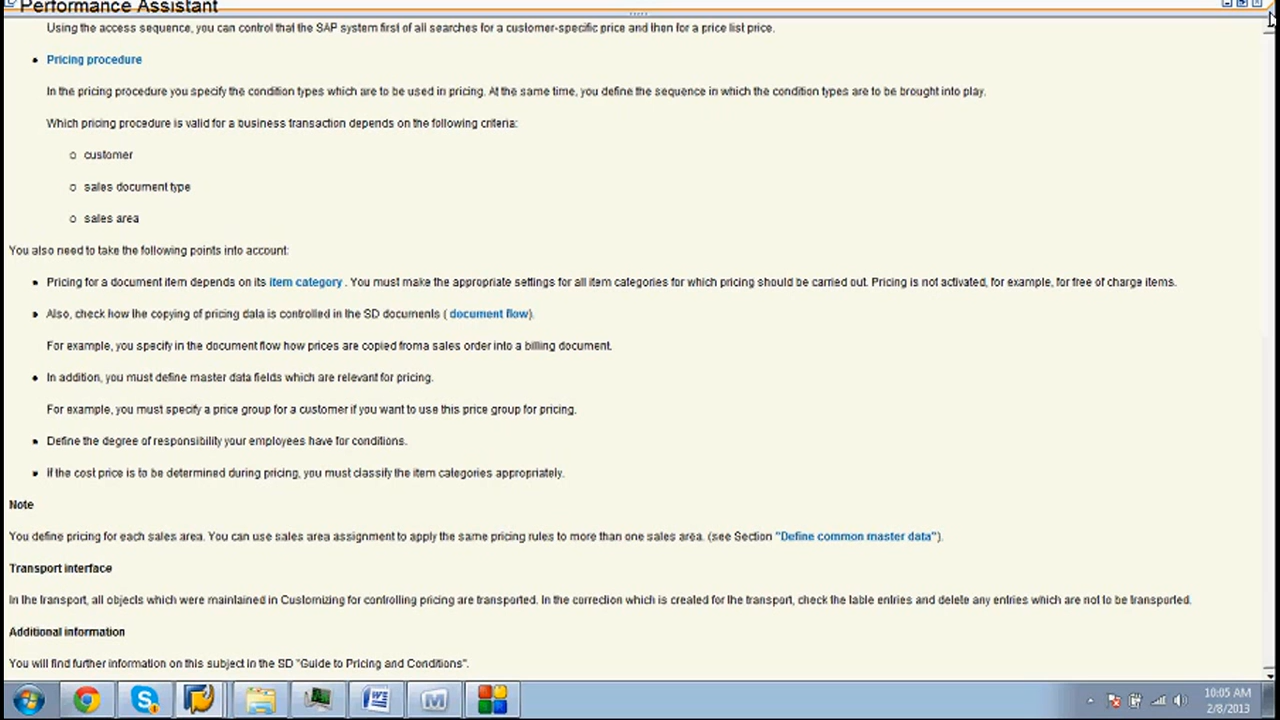 Performance Assistant
Using the access sequence, you can control that the SAP system first of all searches for a customer-specific price and then for a price list price.
Pricing procedure
In the pricing procedure you specify the condition types which are to be used in pricing. At the same time, you define the sequence in which the condition types are to be brought into play.
Which pricing procedure is valid for a business transaction depends on the following criteria:
customer
sales document type
sales area
You also need to take the following points into account:
Pricing for a document item depends on its item category . You must make the appropriate settings for all item categories for which pricing should be carried out. Pricing is not activated, for example, for free of charge items.
Also, check how the copying of pricing data is controlled in the SD documents ( document flow).
For example, you specify in the document flow how prices are copied froma sales order into a billing document.
In addition, you must define master data fields which are relevant for pricing.
For example, you must specify a price group for a customer if you want to use this price group for pricing.
Define the degree of responsibility your employees have for conditions.
If the cost price is to be determined during pricing, you must classify the item categories appropriately.
Note
You define pricing for each sales area. You can use sales area assignment to apply the same pricing rules to more than one sales area. (see Section "Define common master data").
Transport interface
In the transport, all objects which were maintained in Customizing for controlling pricing are transported. In the correction which is created for the transport, check the table entries and delete any entries which are not to be transported.
Additional information
You will find further information on this subject in the SD "Guide to Pricing and Conditions".
10:05 AM
2/8/2013